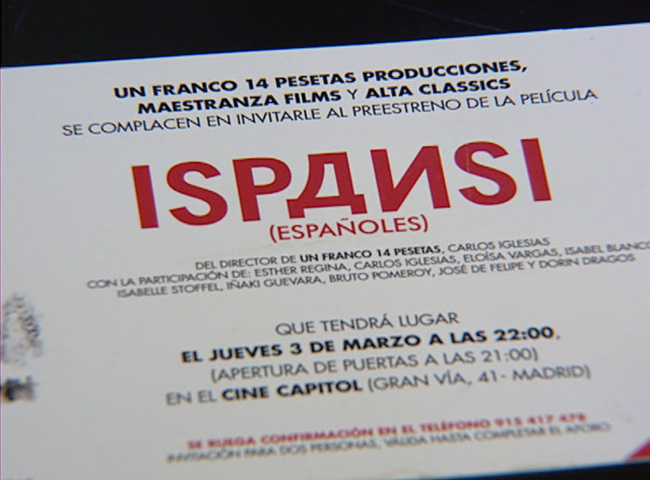 UN FRANCO 14 PESETAS PRODUCCIONES,
MAESTRANZA FILMS Y ALTA CLASSICS
SE COMPLACEN EN INVITARLE AL PREESTRENO DE LA PELÍCULA
ISPДИSI
(ESPAÑOLES)
DEL DIRECTOR DE UN FRANCO 14 PESETAS, CARLOS IGLESIAS
CON LA PARTICIPACIÓN DE: ESTHER REGINA, CARLOS IGLESIAS, ELOÍSA VARGAS, ISABEL BLANCO
ISABELLE STOFFEL, IÑAKI GUEVARA, BRUTO POMEROY, JOSÉ DE FELIPE Y DORIN DRAGOS
QUE TENDRÁ LUGAR
EL JUEVES 3 DE MARZO A LAS 22:00.
(APERTURA DE PUERTAS A LAS 21:00)
EN EL CINE CAPITOL (GRAN VÍA, 41- MADRID)
SE RUEGA CONFIRMACIÓN EN EL TELÉFONO 915 417 478
INVITACIÓN PARA DOS PERSONAS, VÁLIDA HASTA COMPLETAR EL AFORO